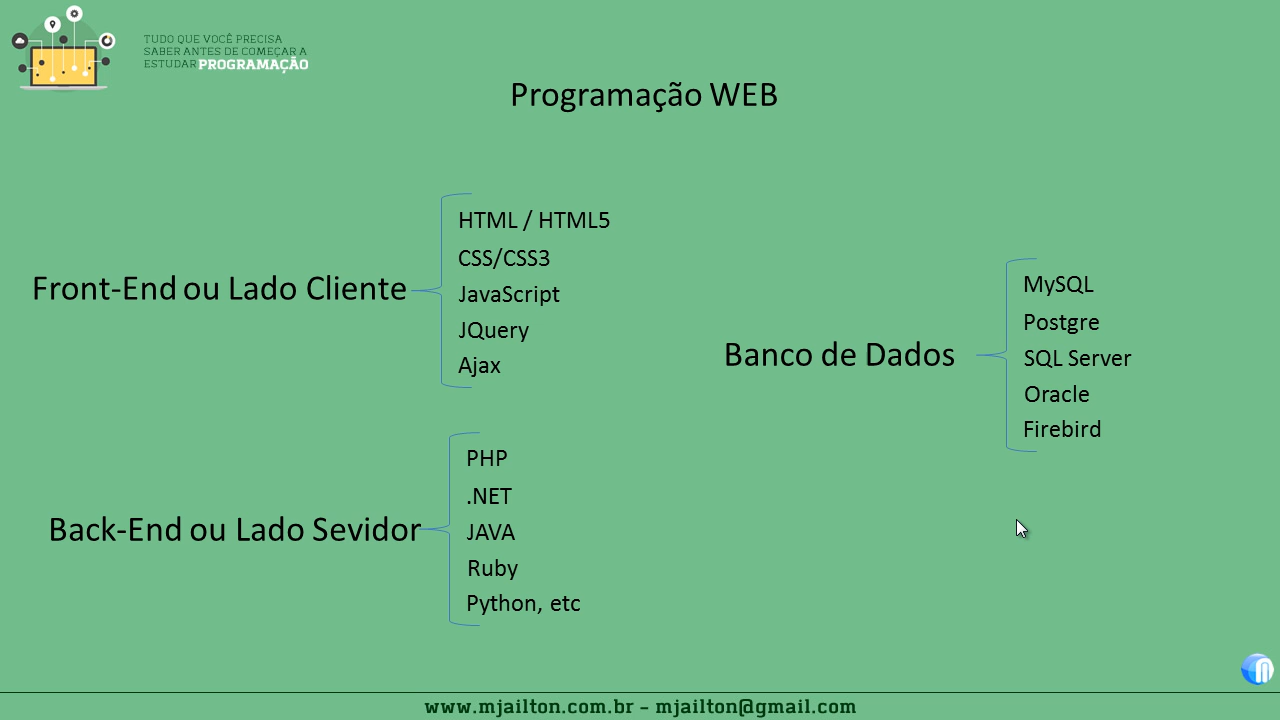 TUDO QUE VOCÊ PRECISA
SABER ANTES DE COMEÇAR A
ESTUDAR PROGRAMAÇÃO
Programação WEB
Front-End ou Lado Cliente
HTML / HTML5
CSS/CSS3
JavaScript
JQuery
Ajax
Back-End ou Lado Sevidor
PHP
.NET
JAVA
Ruby
Python, etc
Banco de Dados
MySQL
Postgre
SQL Server
Oracle
Firebird
www.mjailton.com.br - mjailton@gmail.com